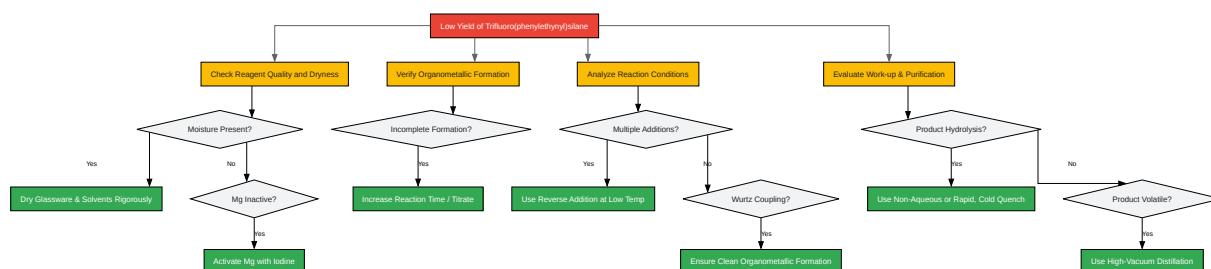 Low Yield of Trifluoro(phenylethynyl)silane
Check Reagent Quality and Dryness
Verify Organometallic Formation
Analyze Reaction Conditions
Evaluate Work-up & Purification
Moisture Present?
Incomplete Formation?
Multiple Additions?
Product Hydrolysis?
Yes
No
Yes
Yes
No
Yes
No
Dry Glassware & Solvents Rigorously
Mg Inactive?
Increase Reaction Time / Titrate
Use Reverse Addition at Low Temp
Wurtz Coupling?
Use Non-Aqueous or Rapid, Cold Quench
Product Volatile?
Yes
Yes
Yes
Activate Mg with Iodine
Ensure Clean Organometallic Formation
Use High-Vacuum Distillation